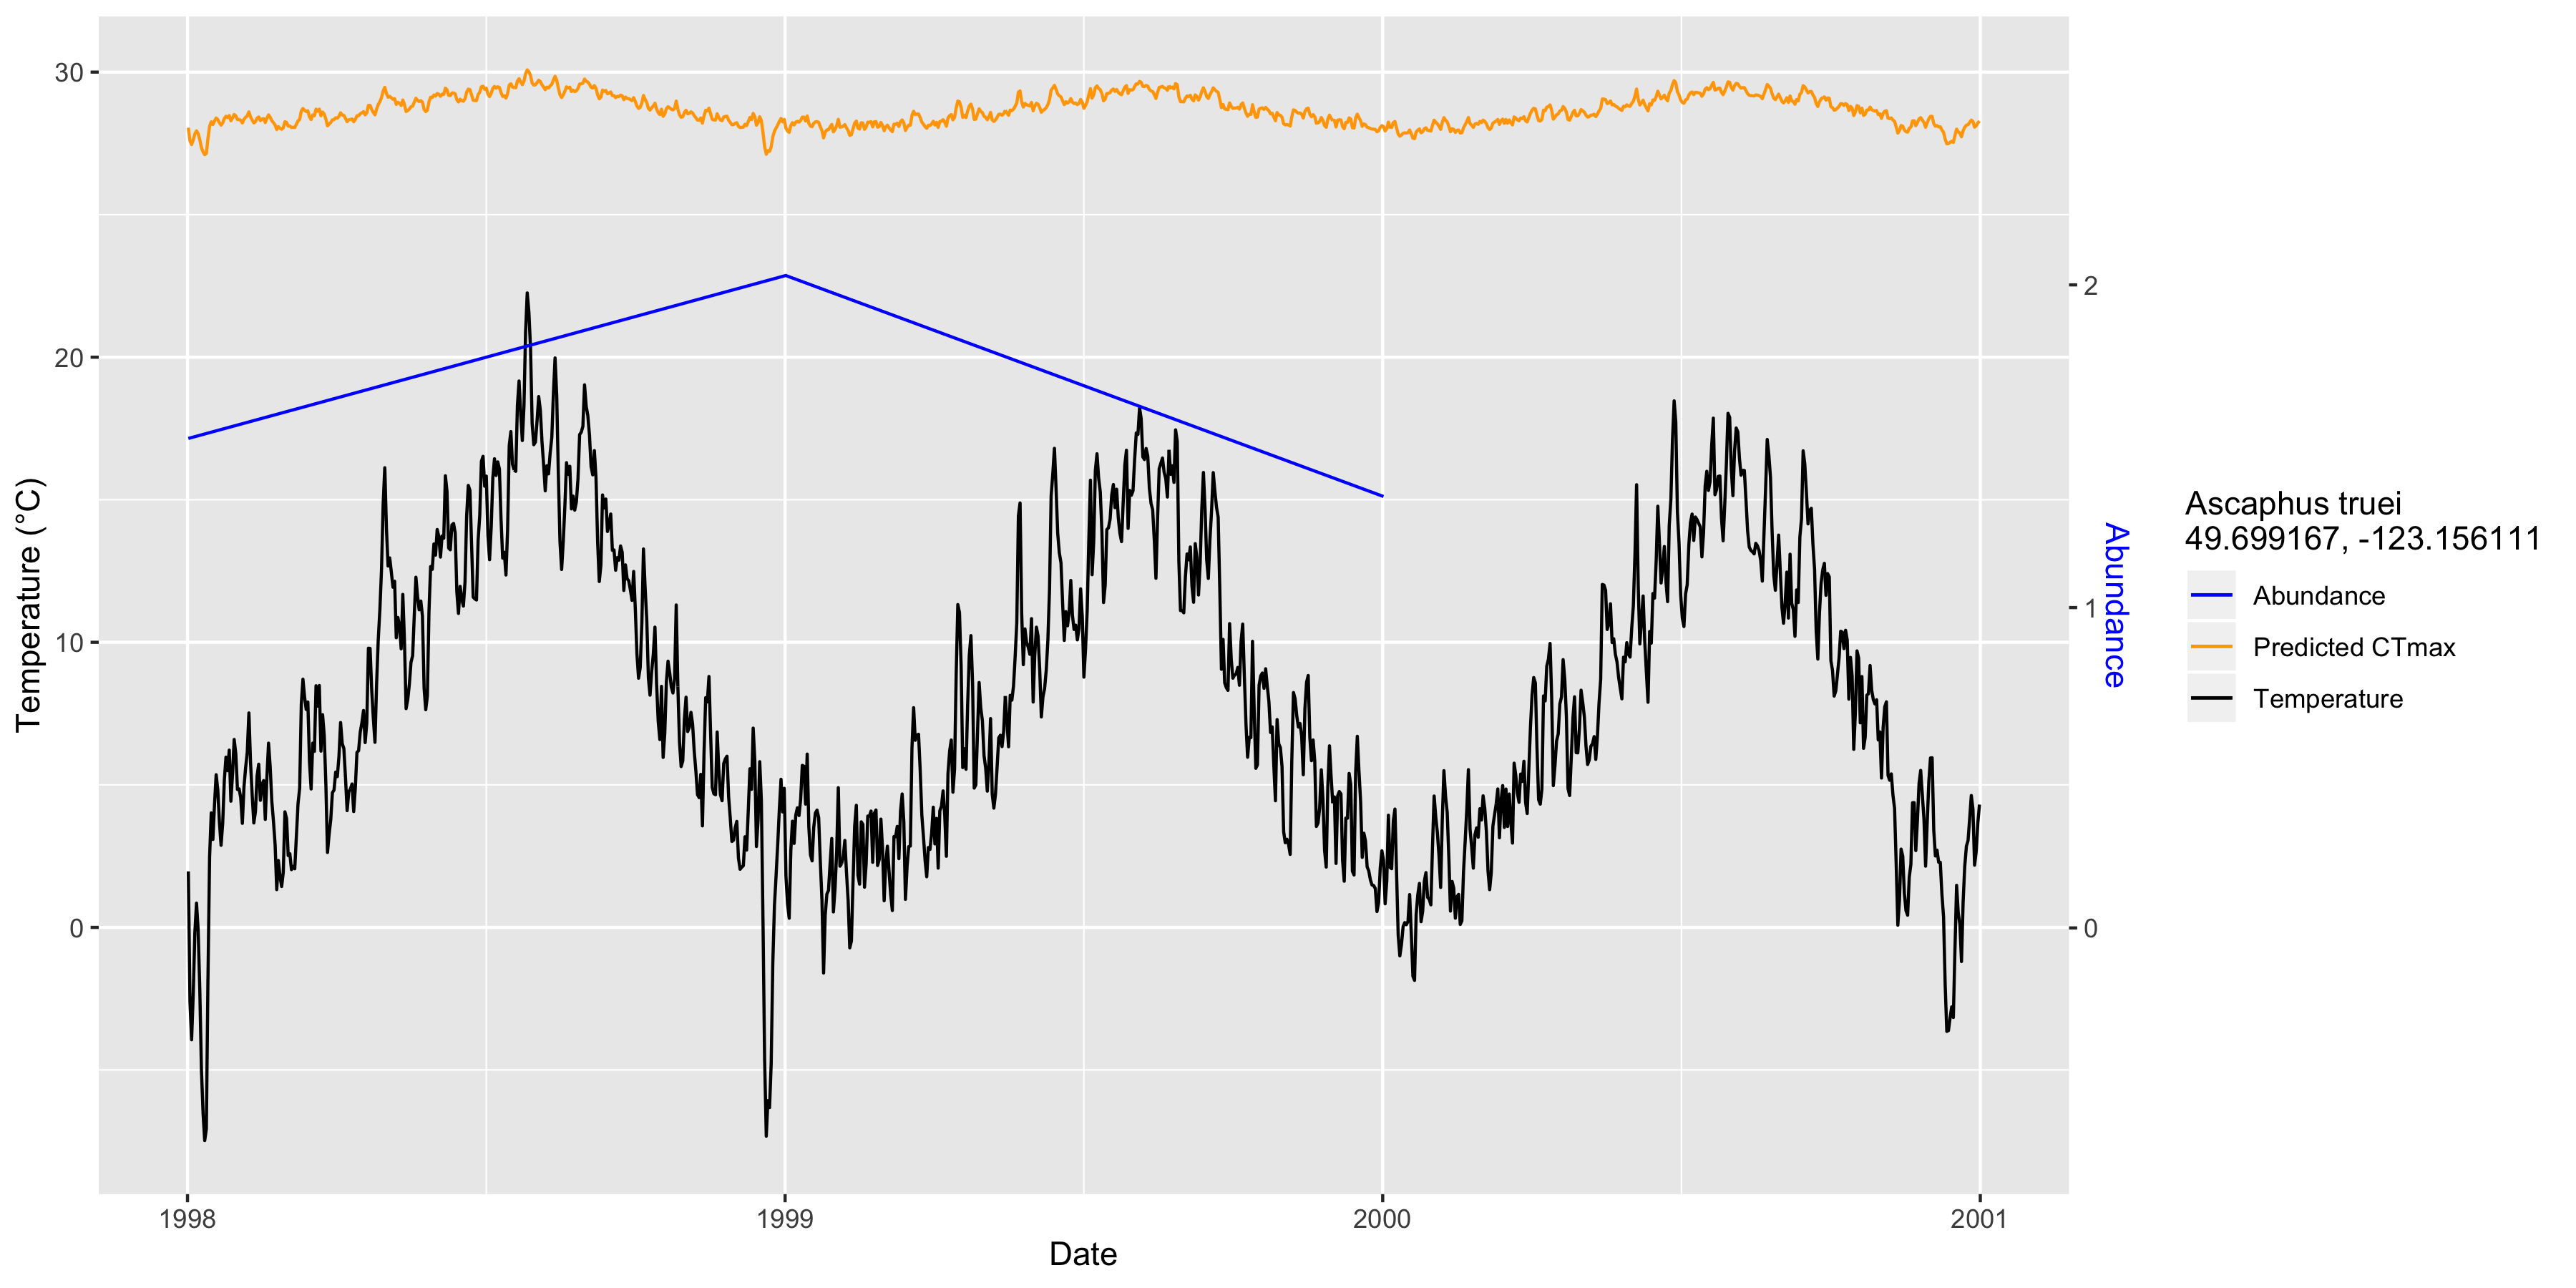 30
20
10
0
Temperature (°C)
1998
1999
2000
2001
Date
2
1
0
Abundance
Ascaphus truei
49.699167, -123.156111
Abundance
Predicted CTmax
Temperature